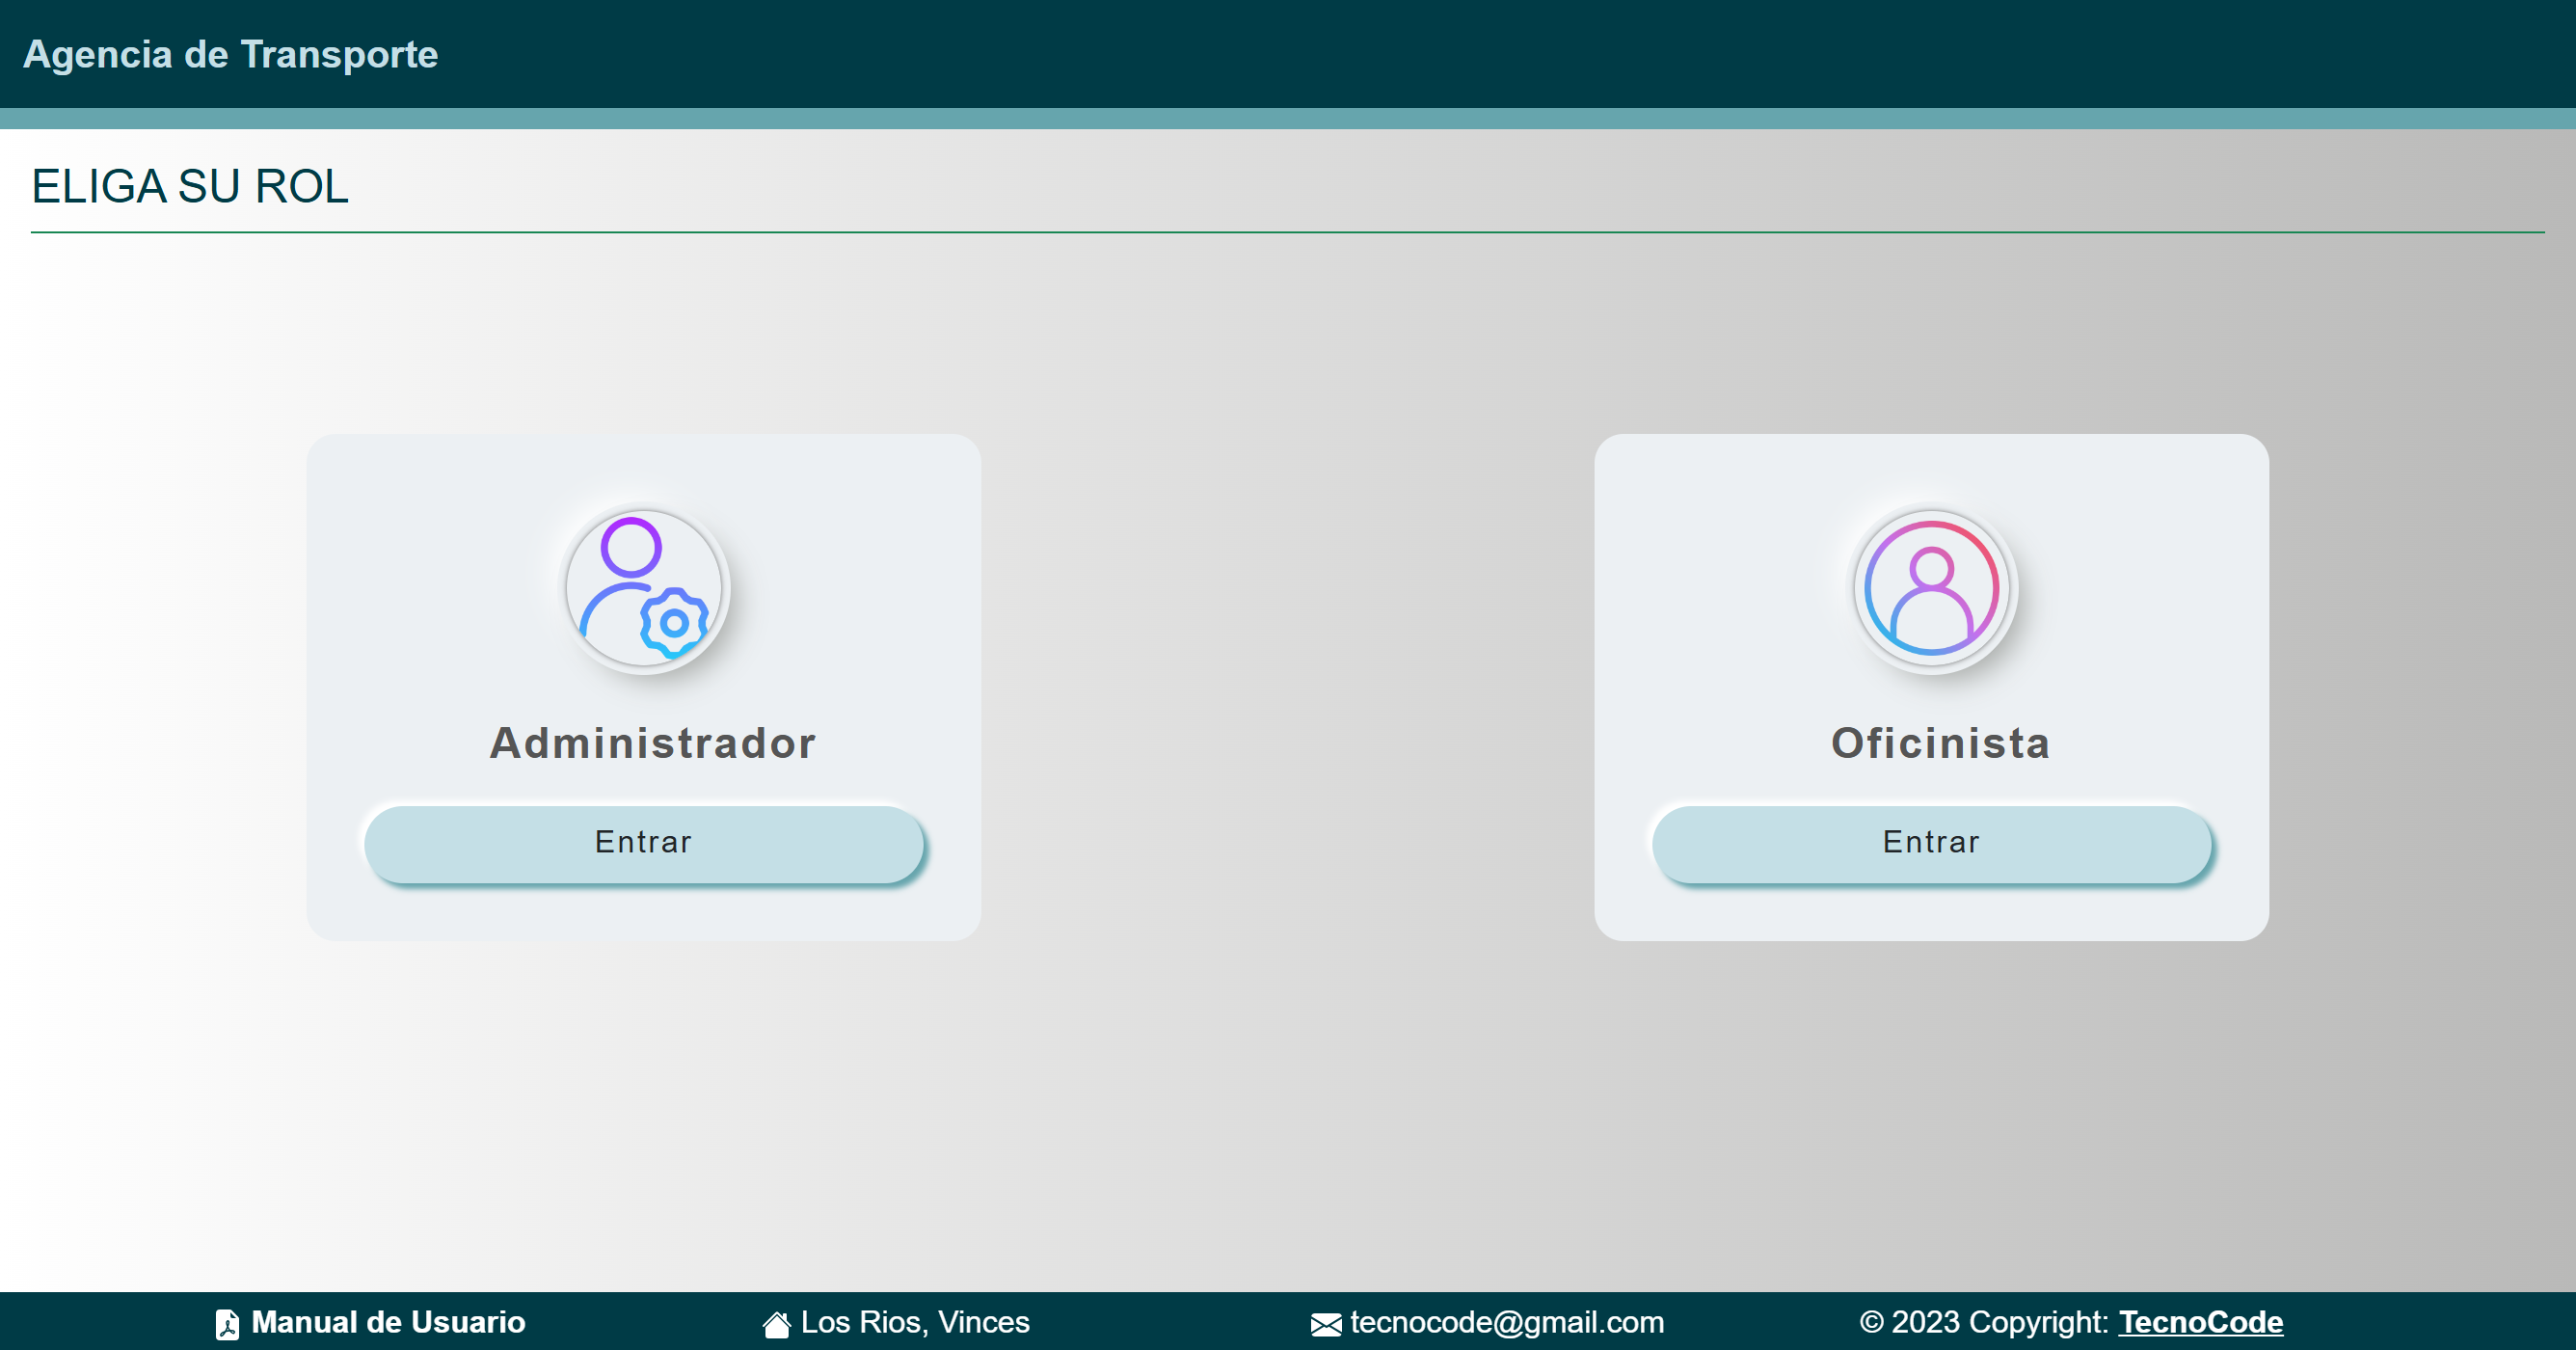 Agencia de Transporte
ELIGA SU ROL
Administrador
Entrar
Oficinista
Entrar
Manual de Usuario
Los Rios, Vinces
tecnocode@gmail.com
© 2023 Copyright: TecnoCode